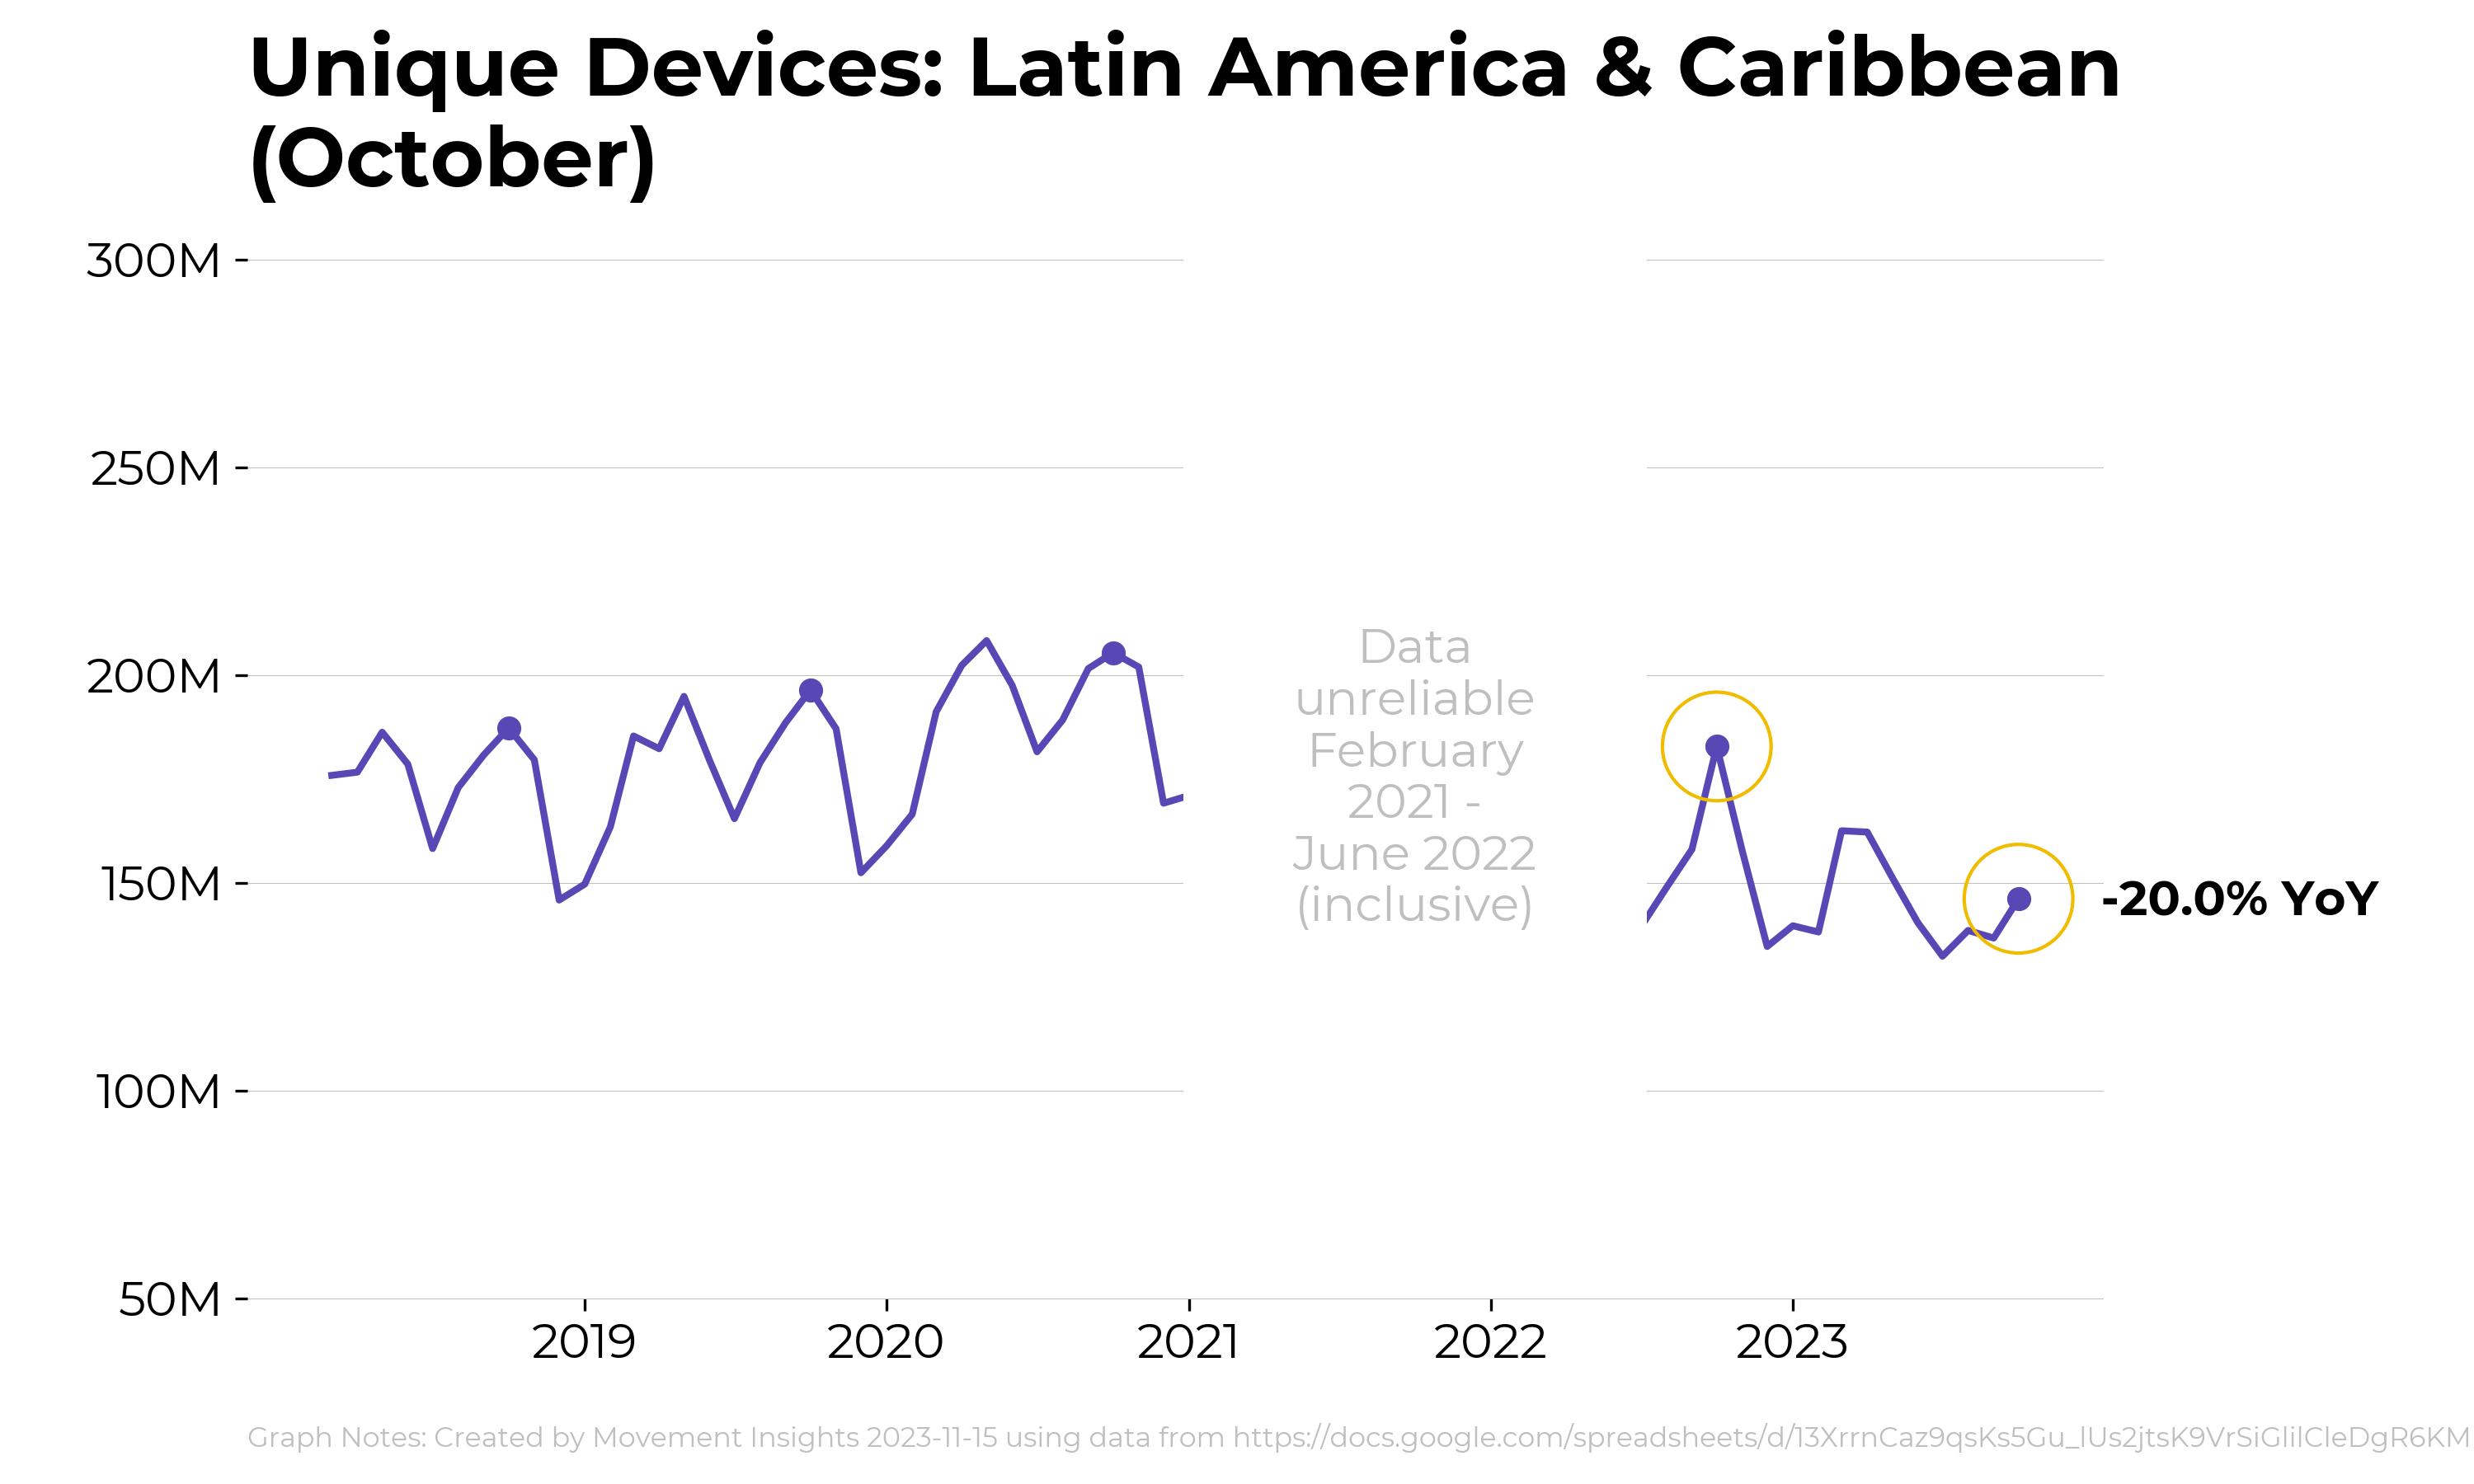 Unique Devices: Latin America & Caribbean
(October)
300M
250M
200M
150M
100M
50M
Data
unreliable
February
2021 -
June 2022
(inclusive)
-20.0% YoY
2019
2020
2021
2022
2023
Graph Notes: Created by Movement Insights 2023-11-15 using data from https://docs.google.com/spreadsheets/d/13XrrnCaz9qsKs5Gu_lUs2jtsK9VrSiGlilCleDgR6KM